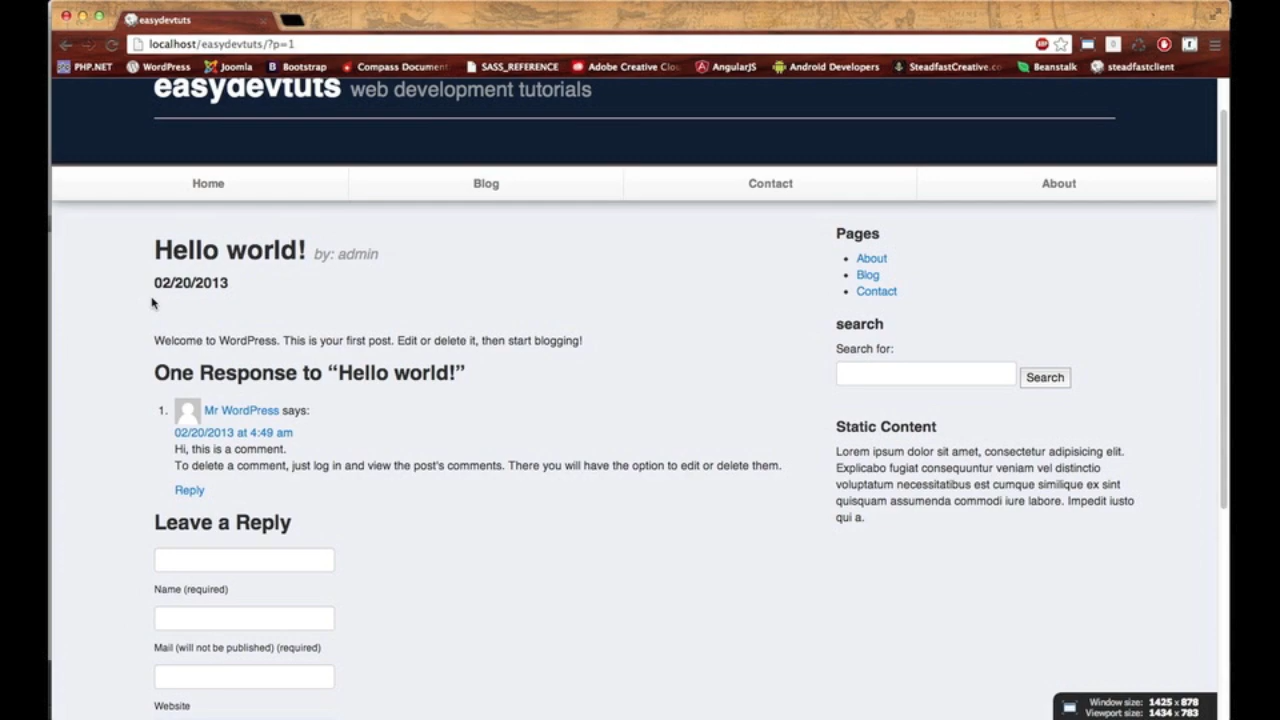 easydevtuts
localhost/easydevtuts/?p=1
PHP.NET WordPress Joomla Bootstrap Compass Document SASS_REFERENCE Adobe Creative Clo AngularJS Android Developers SteadfastCreative.co Beanstalk steadfastclient
easydevtuts web development tutorials
Home Blog Contact About
Hello world! by: admin
02/20/2013
Welcome to WordPress. This is your first post. Edit or delete it, then start blogging!
One Response to “Hello world!”
1. Mr WordPress says:
02/20/2013 at 4:49 am
Hi, this is a comment.
To delete a comment, just log in and view the post's comments. There you will have the option to edit or delete them.
Reply
Leave a Reply
Name (required)
Mail (will not be published) (required)
Website
Pages
• About
• Blog
• Contact
search
Search for:
Search
Static Content
Lorem ipsum dolor sit amet, consectetur adipisicing elit.
Explicabo fugiat consequuntur veniam vel distinctio
voluptatum necessitatibus est cumque similique ex sint
quisquam assumenda commodi iure labore. Impedit iusto
qui a.
Window size: 1425 x 878
Viewport size: 1434 x 783